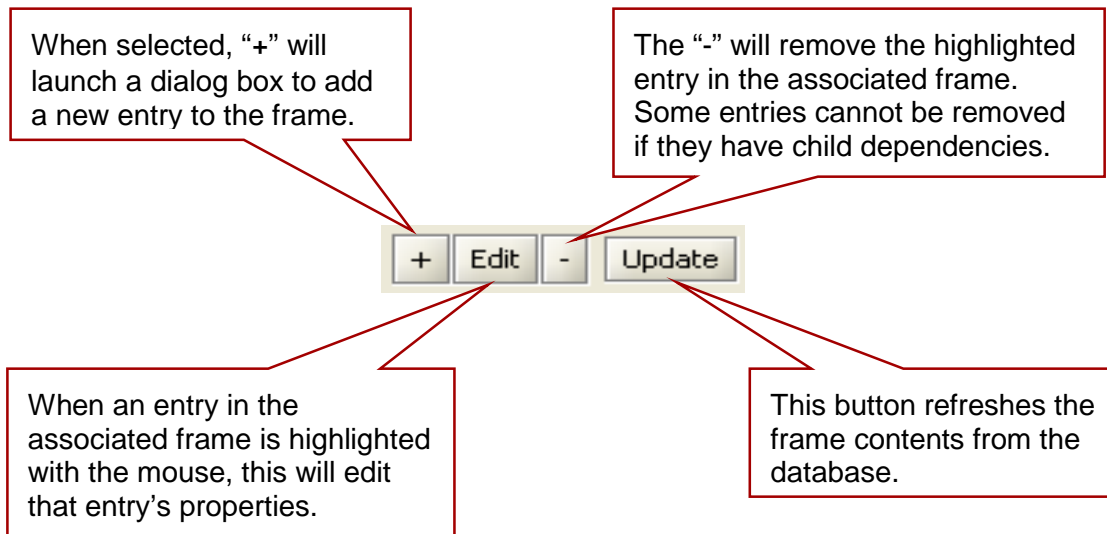 When selected, “+” will
launch a dialog box to add
a new entry to the frame.
The “-” will remove the highlighted
entry in the associated frame.
Some entries cannot be removed
if they have child dependencies.
+ Edit - Update
When an entry in the
associated frame is highlighted
with the mouse, this will edit
that entry’s properties.
This button refreshes the
frame contents from the
database.